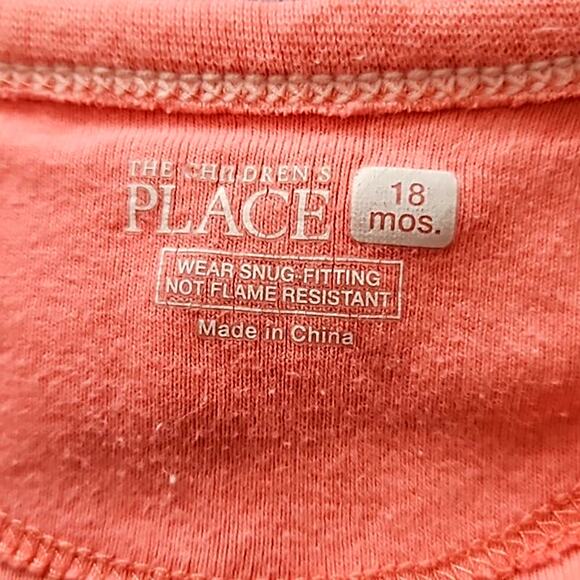 THE CHILDREN'S
PLACE
18
mos.
WEAR SNUG-FITTING
NOT FLAME RESISTANT
Made in China